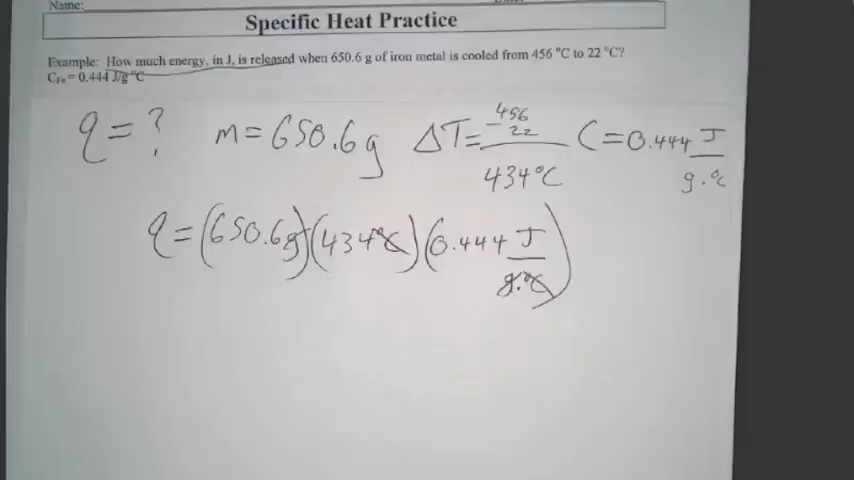 Name:
Specific Heat Practice
Example: How much energy, in J, is released when 650.6 g of iron metal is cooled from 456 °C to 22 °C?
CFe = 0.444 J/g °C
q = ? m = 650.6g ΔT = 456 - 22 434°C C = 0.444 J g.°C
q = (650.6g)(434°C)(0.444 J g.°C)